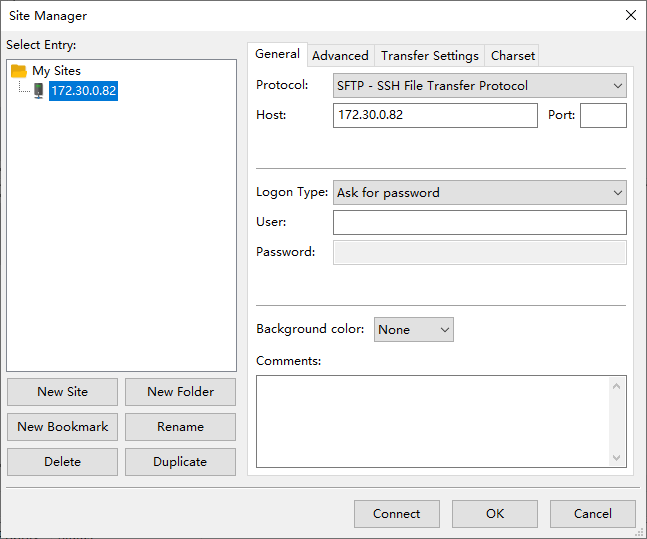 Site Manager
Select Entry:
My Sites
172.30.0.82
New Site
New Folder
New Bookmark
Rename
Delete
Duplicate
General
Advanced
Transfer Settings
Charset
Protocol:
SFTP - SSH File Transfer Protocol
Host:
172.30.0.82
Port:
Logon Type:
Ask for password
User:
Password:
Background color:
None
Comments:
Connect
OK
Cancel